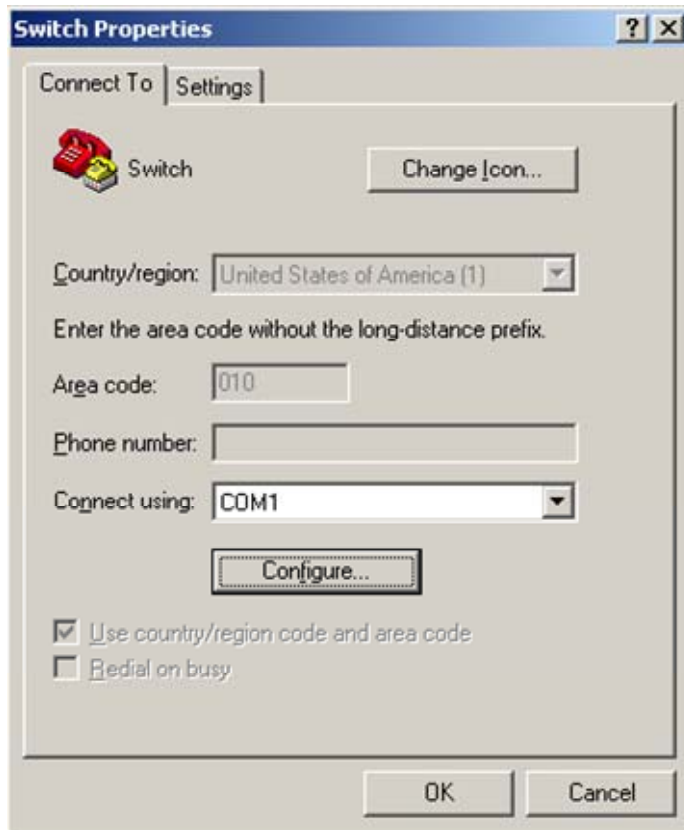 Switch Properties
Connect To Settings
Switch Change Icon...
Country/region: United States of America (1)
Enter the area code without the long-distance prefix.
Area code: 010
Phone number:
Connect using: COM1
Configure...
Use country/region code and area code
Redial on busy
OK Cancel